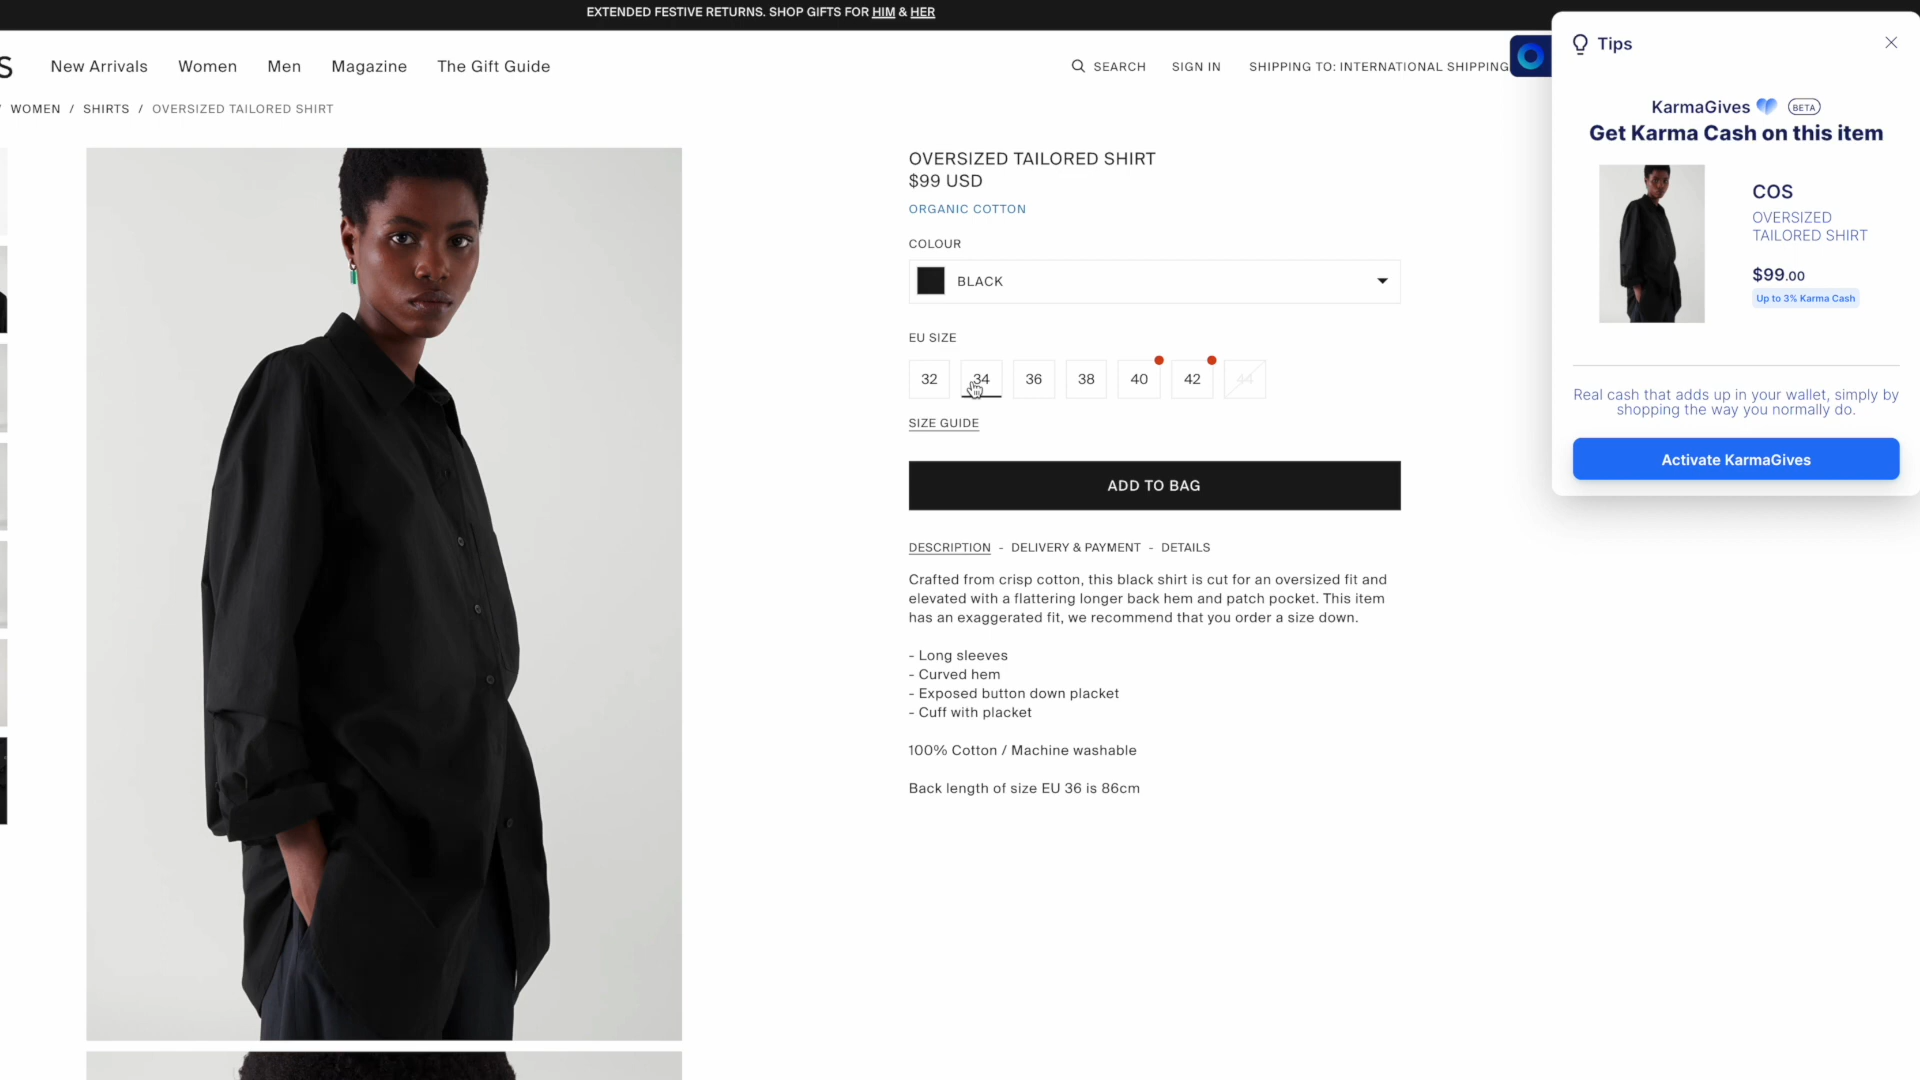 EXTENDED FESTIVE RETURNS. SHOP GIFTS FOR HIM & HER
S
New Arrivals Women Men Magazine The Gift Guide
SEARCH SIGN IN SHIPPING TO: INTERNATIONAL SHIPPING
/ WOMEN / SHIRTS / OVERSIZED TAILORED SHIRT
OVERSIZED TAILORED SHIRT
$99 USD
ORGANIC COTTON
COLOUR
BLACK
EU SIZE
32 34 36 38 40 42 44
SIZE GUIDE
ADD TO BAG
DESCRIPTION - DELIVERY & PAYMENT - DETAILS
Crafted from crisp cotton, this black shirt is cut for an oversized fit and
elevated with a flattering longer back hem and patch pocket. This item
has an exaggerated fit, we recommend that you order a size down.
- Long sleeves
- Curved hem
- Exposed button down placket
- Cuff with placket
100% Cotton / Machine washable
Back length of size EU 36 is 86cm
Tips
KarmaGives BETA
Get Karma Cash on this item
COS
OVERSIZED
TAILORED SHIRT
$99.00
Up to 3% Karma Cash
Real cash that adds up in your wallet, simply by
shopping the way you normally do.
Activate KarmaGives